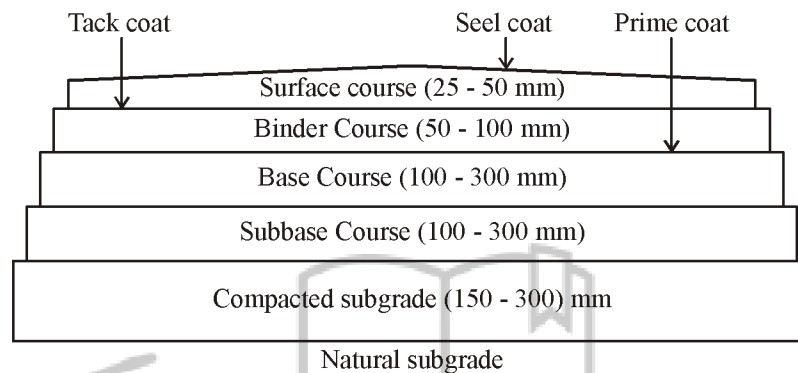 Tack coat Seel coat Prime coat
Surface course (25 - 50 mm)
Binder Course (50 - 100 mm)
Base Course (100 - 300 mm)
Subbase Course (100 - 300 mm)
Compacted subgrade (150 - 300) mm
Natural subgrade